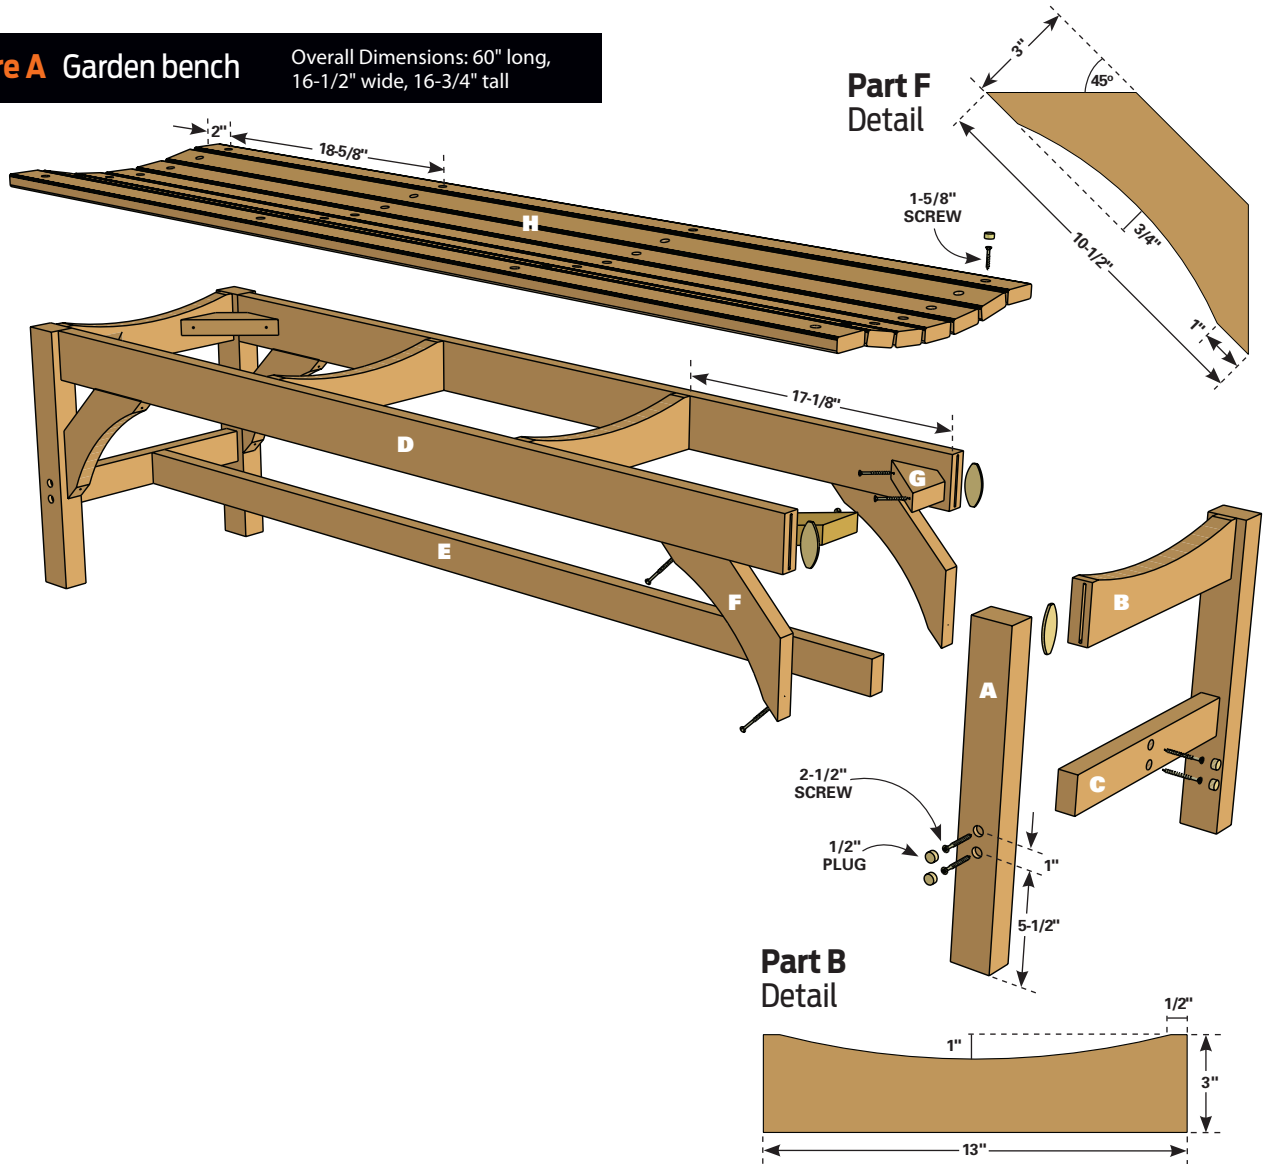 re A Garden bench
Overall Dimensions: 60" long,
16-1/2" wide, 16-3/4" tall
Part F
Detail
3"
45º
3/4"
10-1/2"
1"
2"
18-5/8"
H
1-5/8"
SCREW
17-1/8"
D
G
E
F
B
A
C
2-1/2"
SCREW
1/2"
PLUG
1"
5-1/2"
Part B
Detail
1/2"
1"
3"
13"